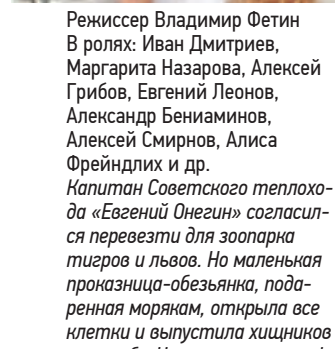 Режиссер Владимир Фетин
В ролях: Иван Дмитриев,
Маргарита Назарова, Алексей
Грибов, Евгений Леонов,
Александр Бениаминов,
Алексей Смирнов, Алиса
Фрейндлих и др.
Капитан Советского теплохо-
да «Евгений Онегин» согласил-
ся перевезти для зоопарка
тигров и львов. Но маленькая
проказница-обезьянка, пода-
ренная морякам, открыла все
клетки и выпустила хищников